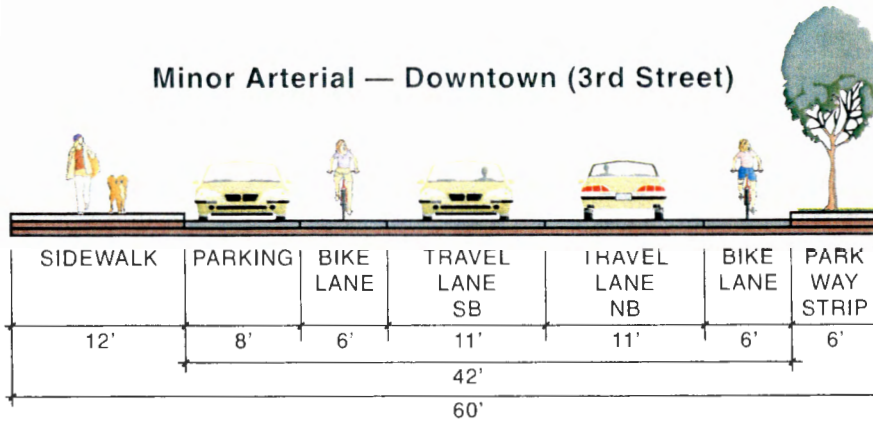 Minor Arterial — Downtown (3rd Street)
SIDEWALK PARKING BIKE LANE TRAVEL LANE SB TRAVEL LANE NB BIKE LANE PARK WAY STRIP
12' 8' 6' 11' 11' 6' 6'
42'
60'